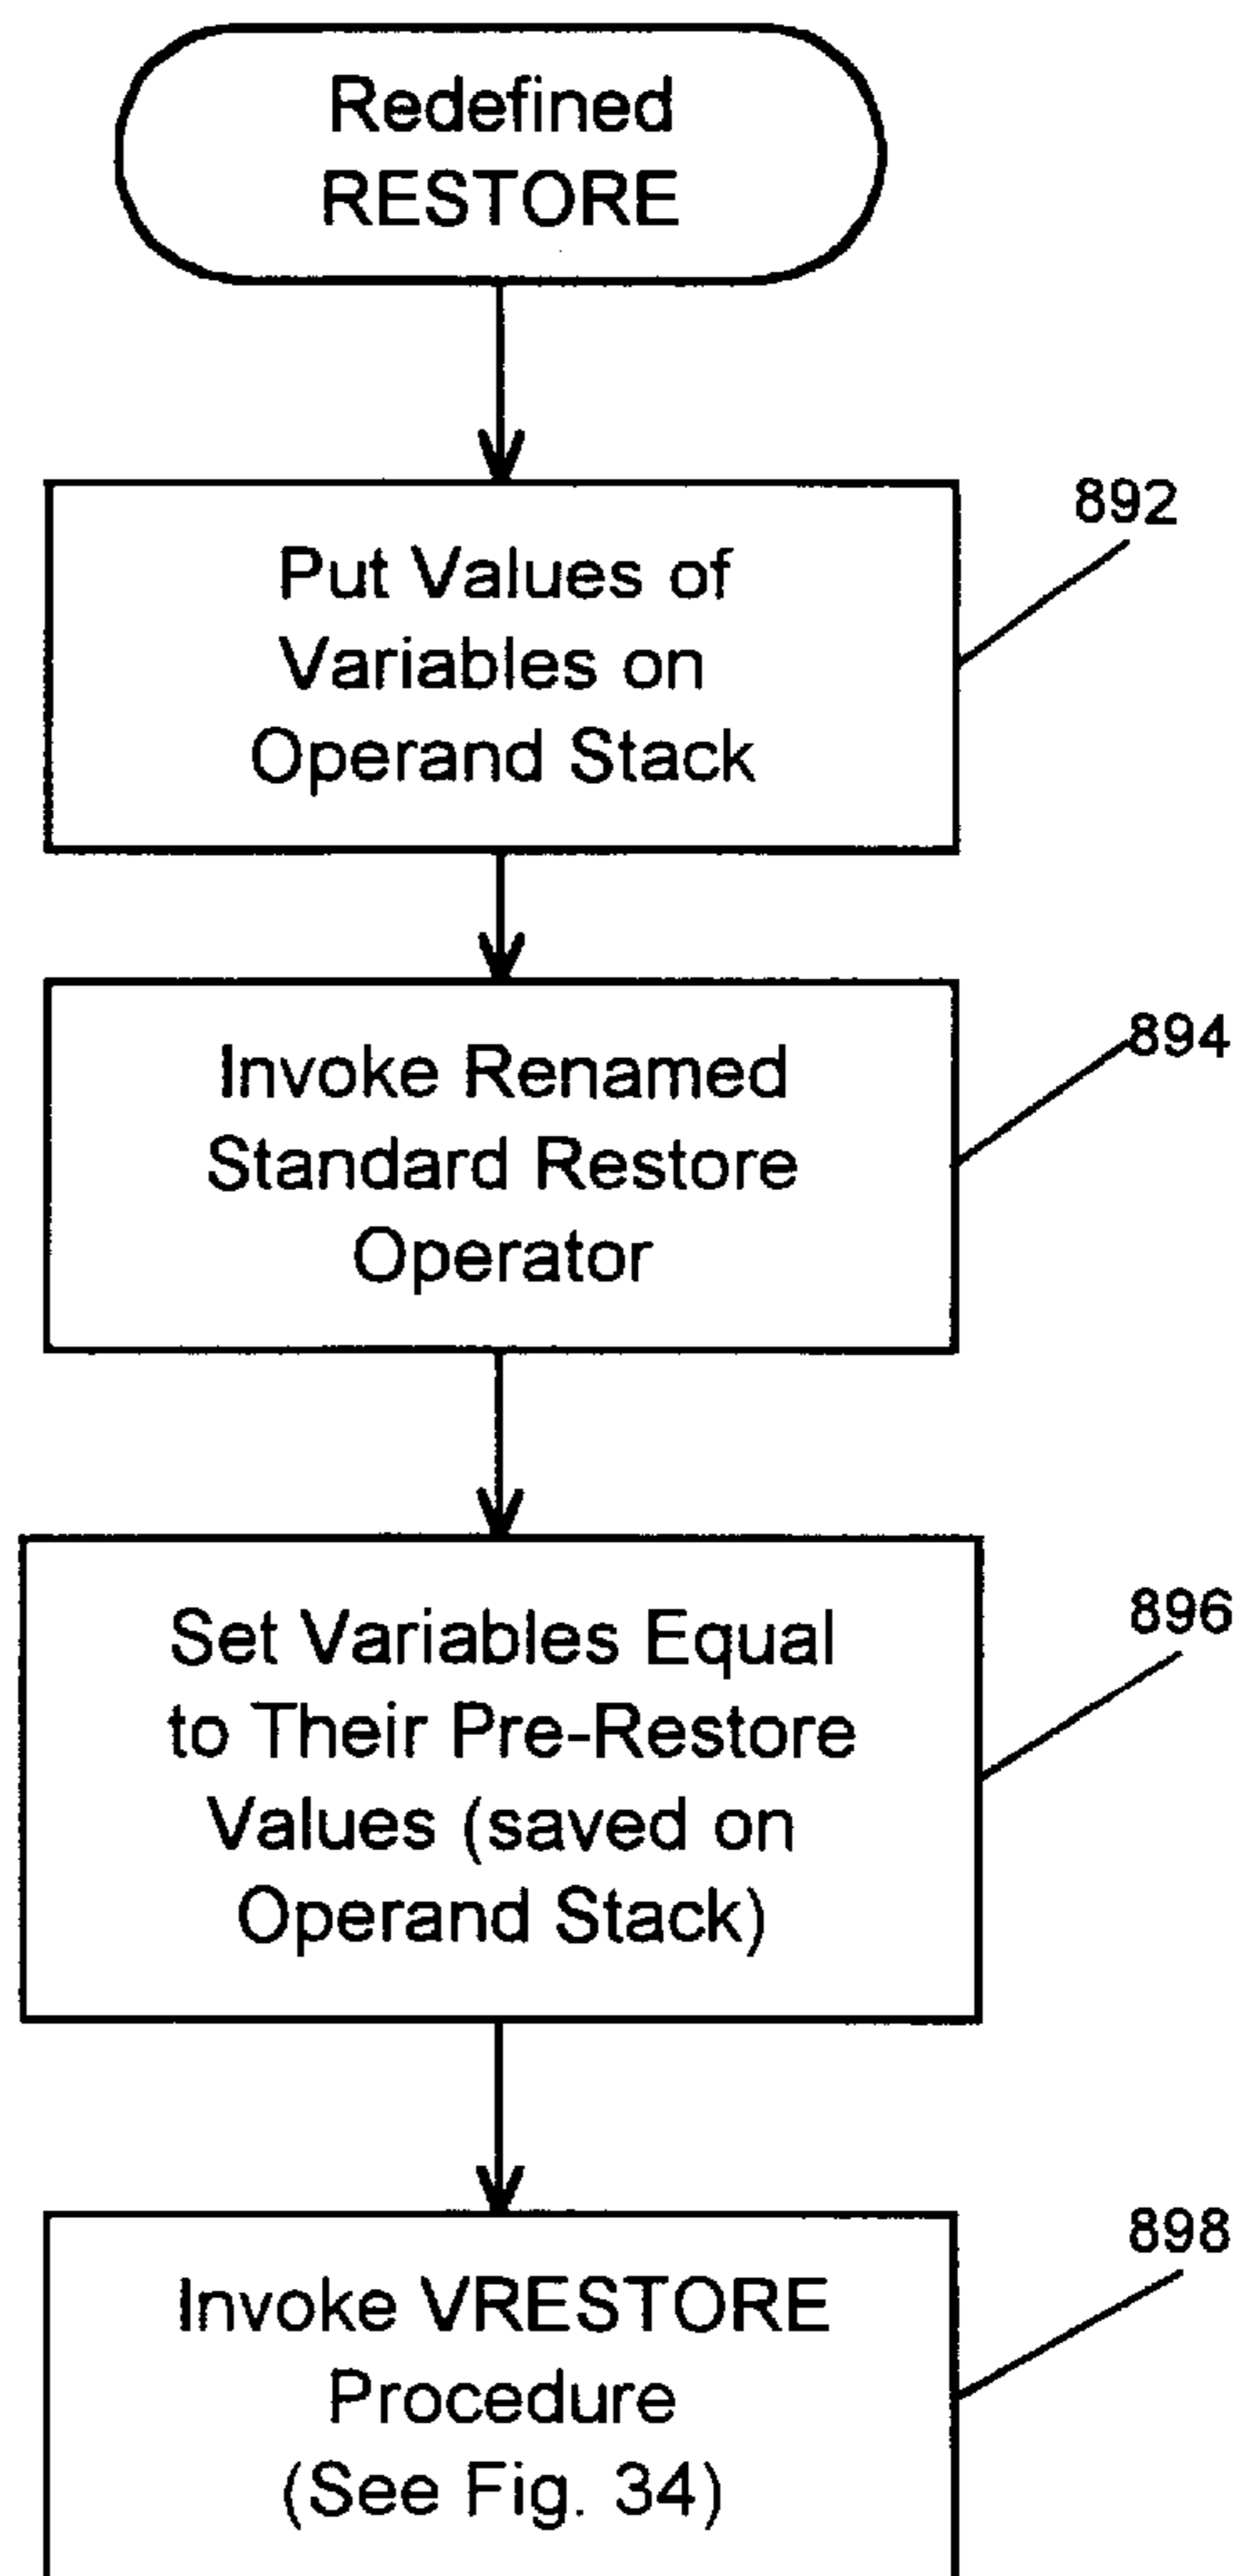 Redefined
RESTORE
892
Put Values of
Variables on
Operand Stack
894
Invoke Renamed
Standard Restore
Operator
896
Set Variables Equal
to Their Pre-Restore
Values (saved on
Operand Stack)
898
Invoke VRESTORE
Procedure
(See Fig. 34)